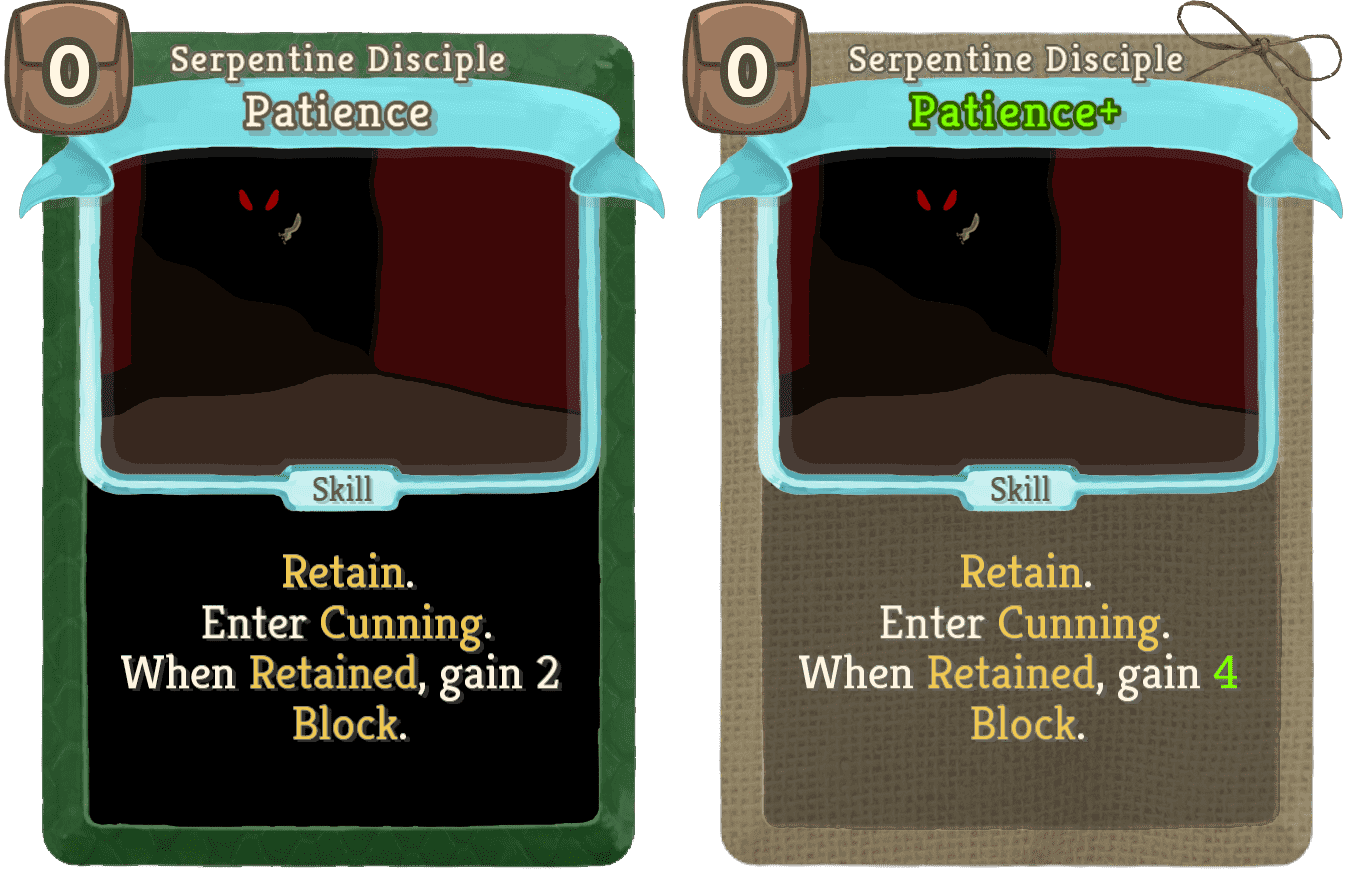 0
Serpentine Disciple
Patience
Skill
Retain.
Enter Cunning.
When Retained, gain 2
Block.
0
Serpentine Disciple
Patience+
Skill
Retain.
Enter Cunning.
When Retained, gain 4
Block.